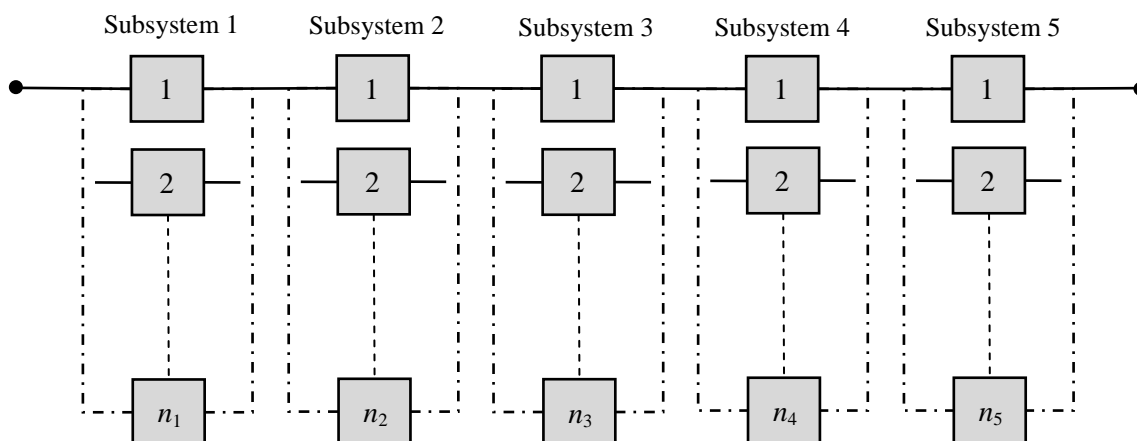 Subsystem 1 Subsystem 2 Subsystem 3 Subsystem 4 Subsystem 5
1 1 1 1 1
2 2 2 2 2
n₁ n₂ n₃ n₄ n₅